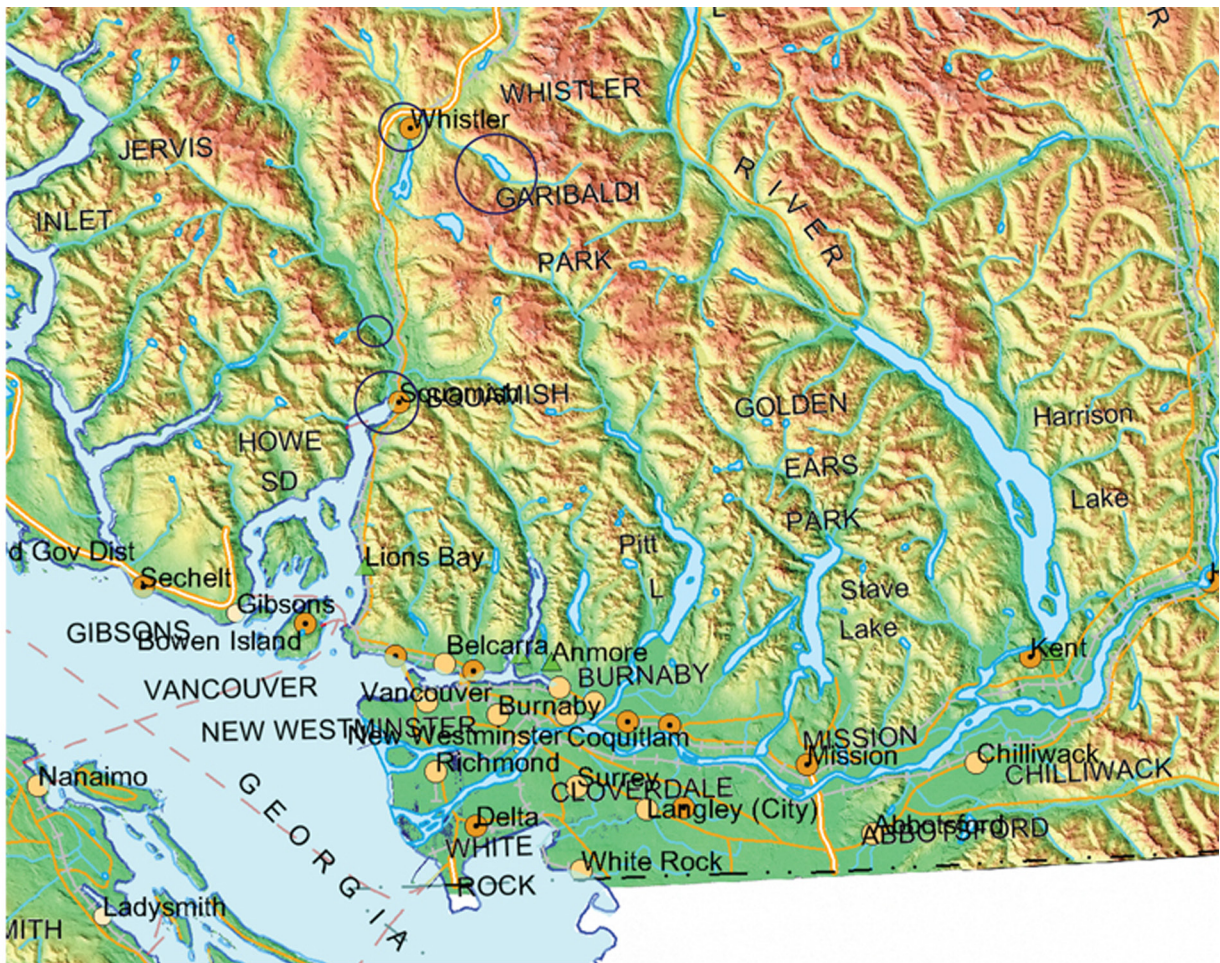 L
R
WHISTLER
Whistler
JERVIS
GARIBALDI
INLET
RIVER
PARK
Squamish
SQUAMISH
GOLDEN
Harrison
HOWE
EARS
SD
Lake
PARK
Pitt
d Gov Dist
Lions Bay
Sechelt
L
Stave
Gibsons
Lake
GIBSONS
Bowen Island
Belcarra
Anmore
Kent
H
BURNABY
VANCOUVER
Vancouver
Burnaby
NEW WESTMINSTER
New Westminster
Coquitlam
MISSION
Mission
Chilliwack
CHILLIWACK
Richmond
Nanaimo
Surrey
CLOVERDALE
GEORGIA
Langley (City)
Delta
Abbotsford
ABBOTSFORD
WHITE
White Rock
ROCK
Ladysmith
MITH